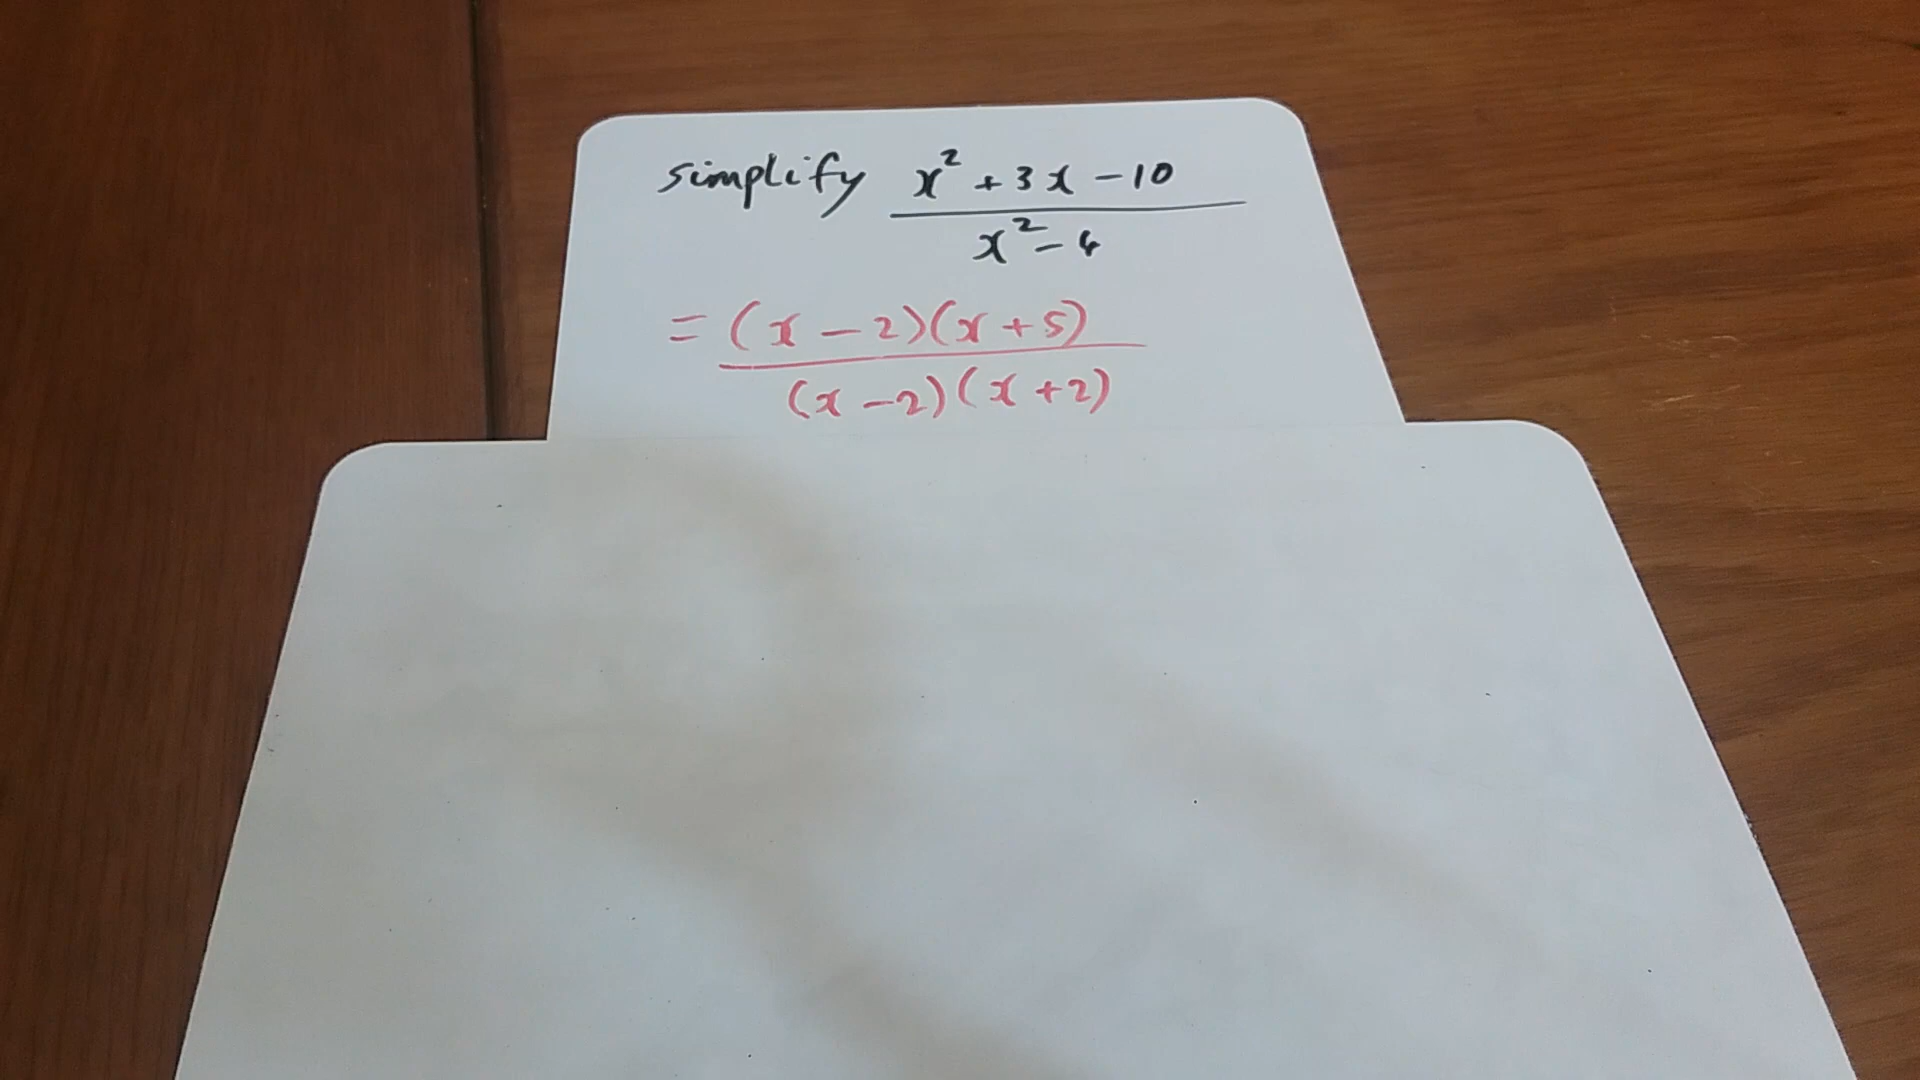 simplify x² + 3x - 10
x² - 4
= (x - 2)(x + 5)
(x - 2)(x + 2)